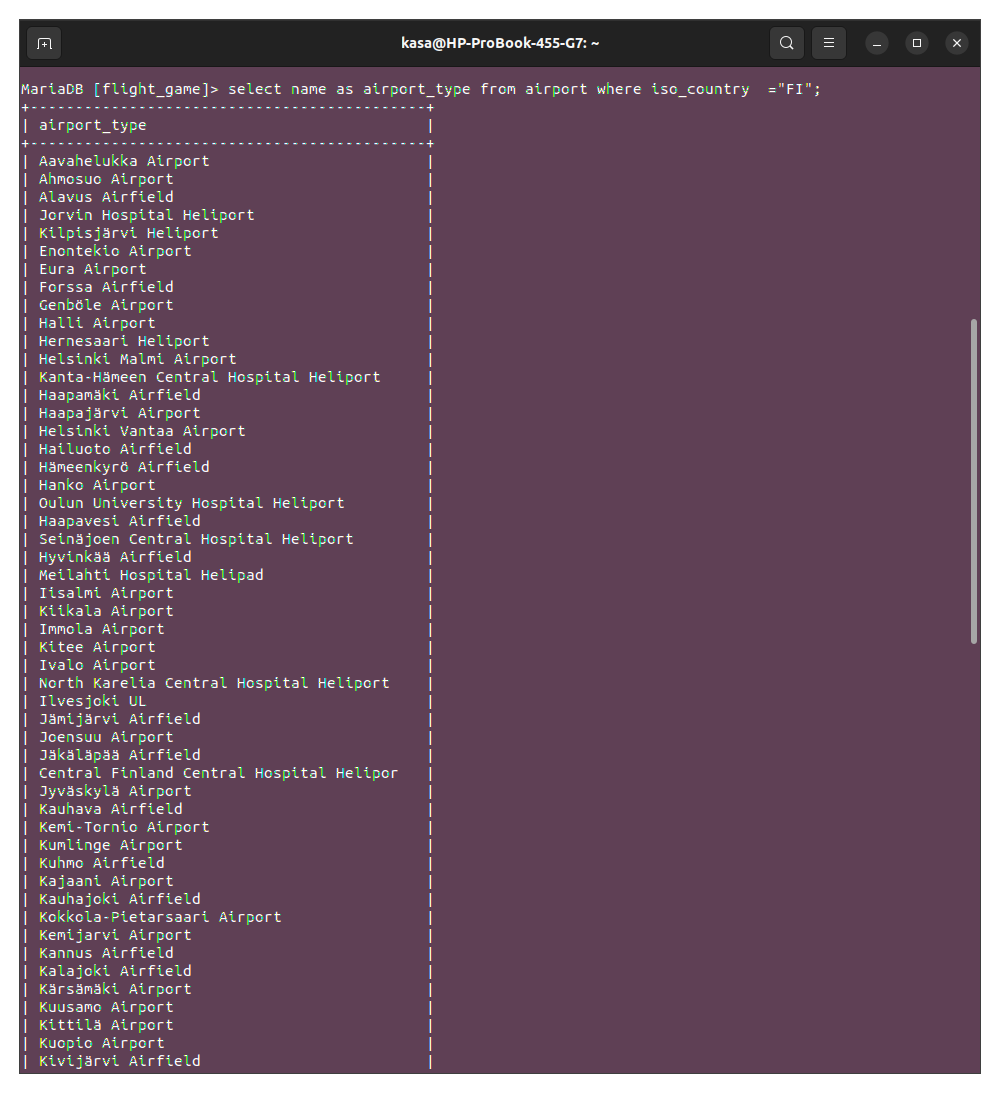 kasa@HP-ProBook-455-G7: ~
MariaDB [flight_game]> select name as airport_type from airport where iso_country  ="FI";
+--------------------------------------------+
| airport_type                               |
+--------------------------------------------+
| Aavahelukka Airport                        |
| Ahmosuo Airport                            |
| Alavus Airfield                            |
| Jorvin Hospital Heliport                   |
| Kilpisjärvi Heliport                       |
| Enontekio Airport                          |
| Eura Airport                               |
| Forssa Airfield                            |
| Genböle Airport                            |
| Halli Airport                              |
| Hernesaari Heliport                        |
| Helsinki Malmi Airport                     |
| Kanta-Hämeen Central Hospital Heliport     |
| Haapamäki Airfield                         |
| Haapajärvi Airport                         |
| Helsinki Vantaa Airport                    |
| Hailuoto Airfield                          |
| Hämeenkyrö Airfield                        |
| Hanko Airport                              |
| Oulun University Hospital Heliport         |
| Haapavesi Airfield                         |
| Seinäjoen Central Hospital Heliport        |
| Hyvinkää Airfield                          |
| Meilahti Hospital Helipad                  |
| Iisalmi Airport                            |
| Kiikala Airport                            |
| Immola Airport                             |
| Kitee Airport                              |
| Ivalo Airport                              |
| North Karelia Central Hospital Heliport    |
| Ilvesjoki UL                               |
| Jämijärvi Airfield                         |
| Joensuu Airport                            |
| Jäkäläpää Airfield                         |
| Central Finland Central Hospital Helipor   |
| Jyväskylä Airport                          |
| Kauhava Airfield                           |
| Kemi-Tornio Airport                        |
| Kumlinge Airport                           |
| Kuhmo Airfield                             |
| Kajaani Airport                            |
| Kauhajoki Airfield                         |
| Kokkola-Pietarsaari Airport                |
| Kemijarvi Airport                          |
| Kannus Airfield                            |
| Kalajoki Airfield                          |
| Kärsämäki Airport                          |
| Kuusamo Airport                            |
| Kittilä Airport                            |
| Kuopio Airport                             |
| Kivijärvi Airfield                         |